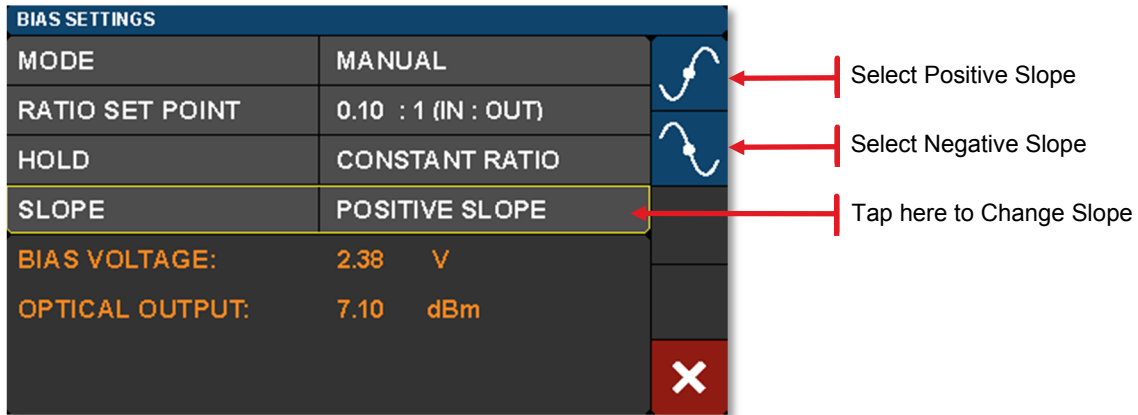 BIAS SETTINGS
MODE MANUAL
Select Positive Slope
RATIO SET POINT 0.10 : 1 (IN : OUT)
HOLD CONSTANT RATIO
Select Negative Slope
SLOPE POSITIVE SLOPE
Tap here to Change Slope
BIAS VOLTAGE: 2.38 V
OPTICAL OUTPUT: 7.10 dBm